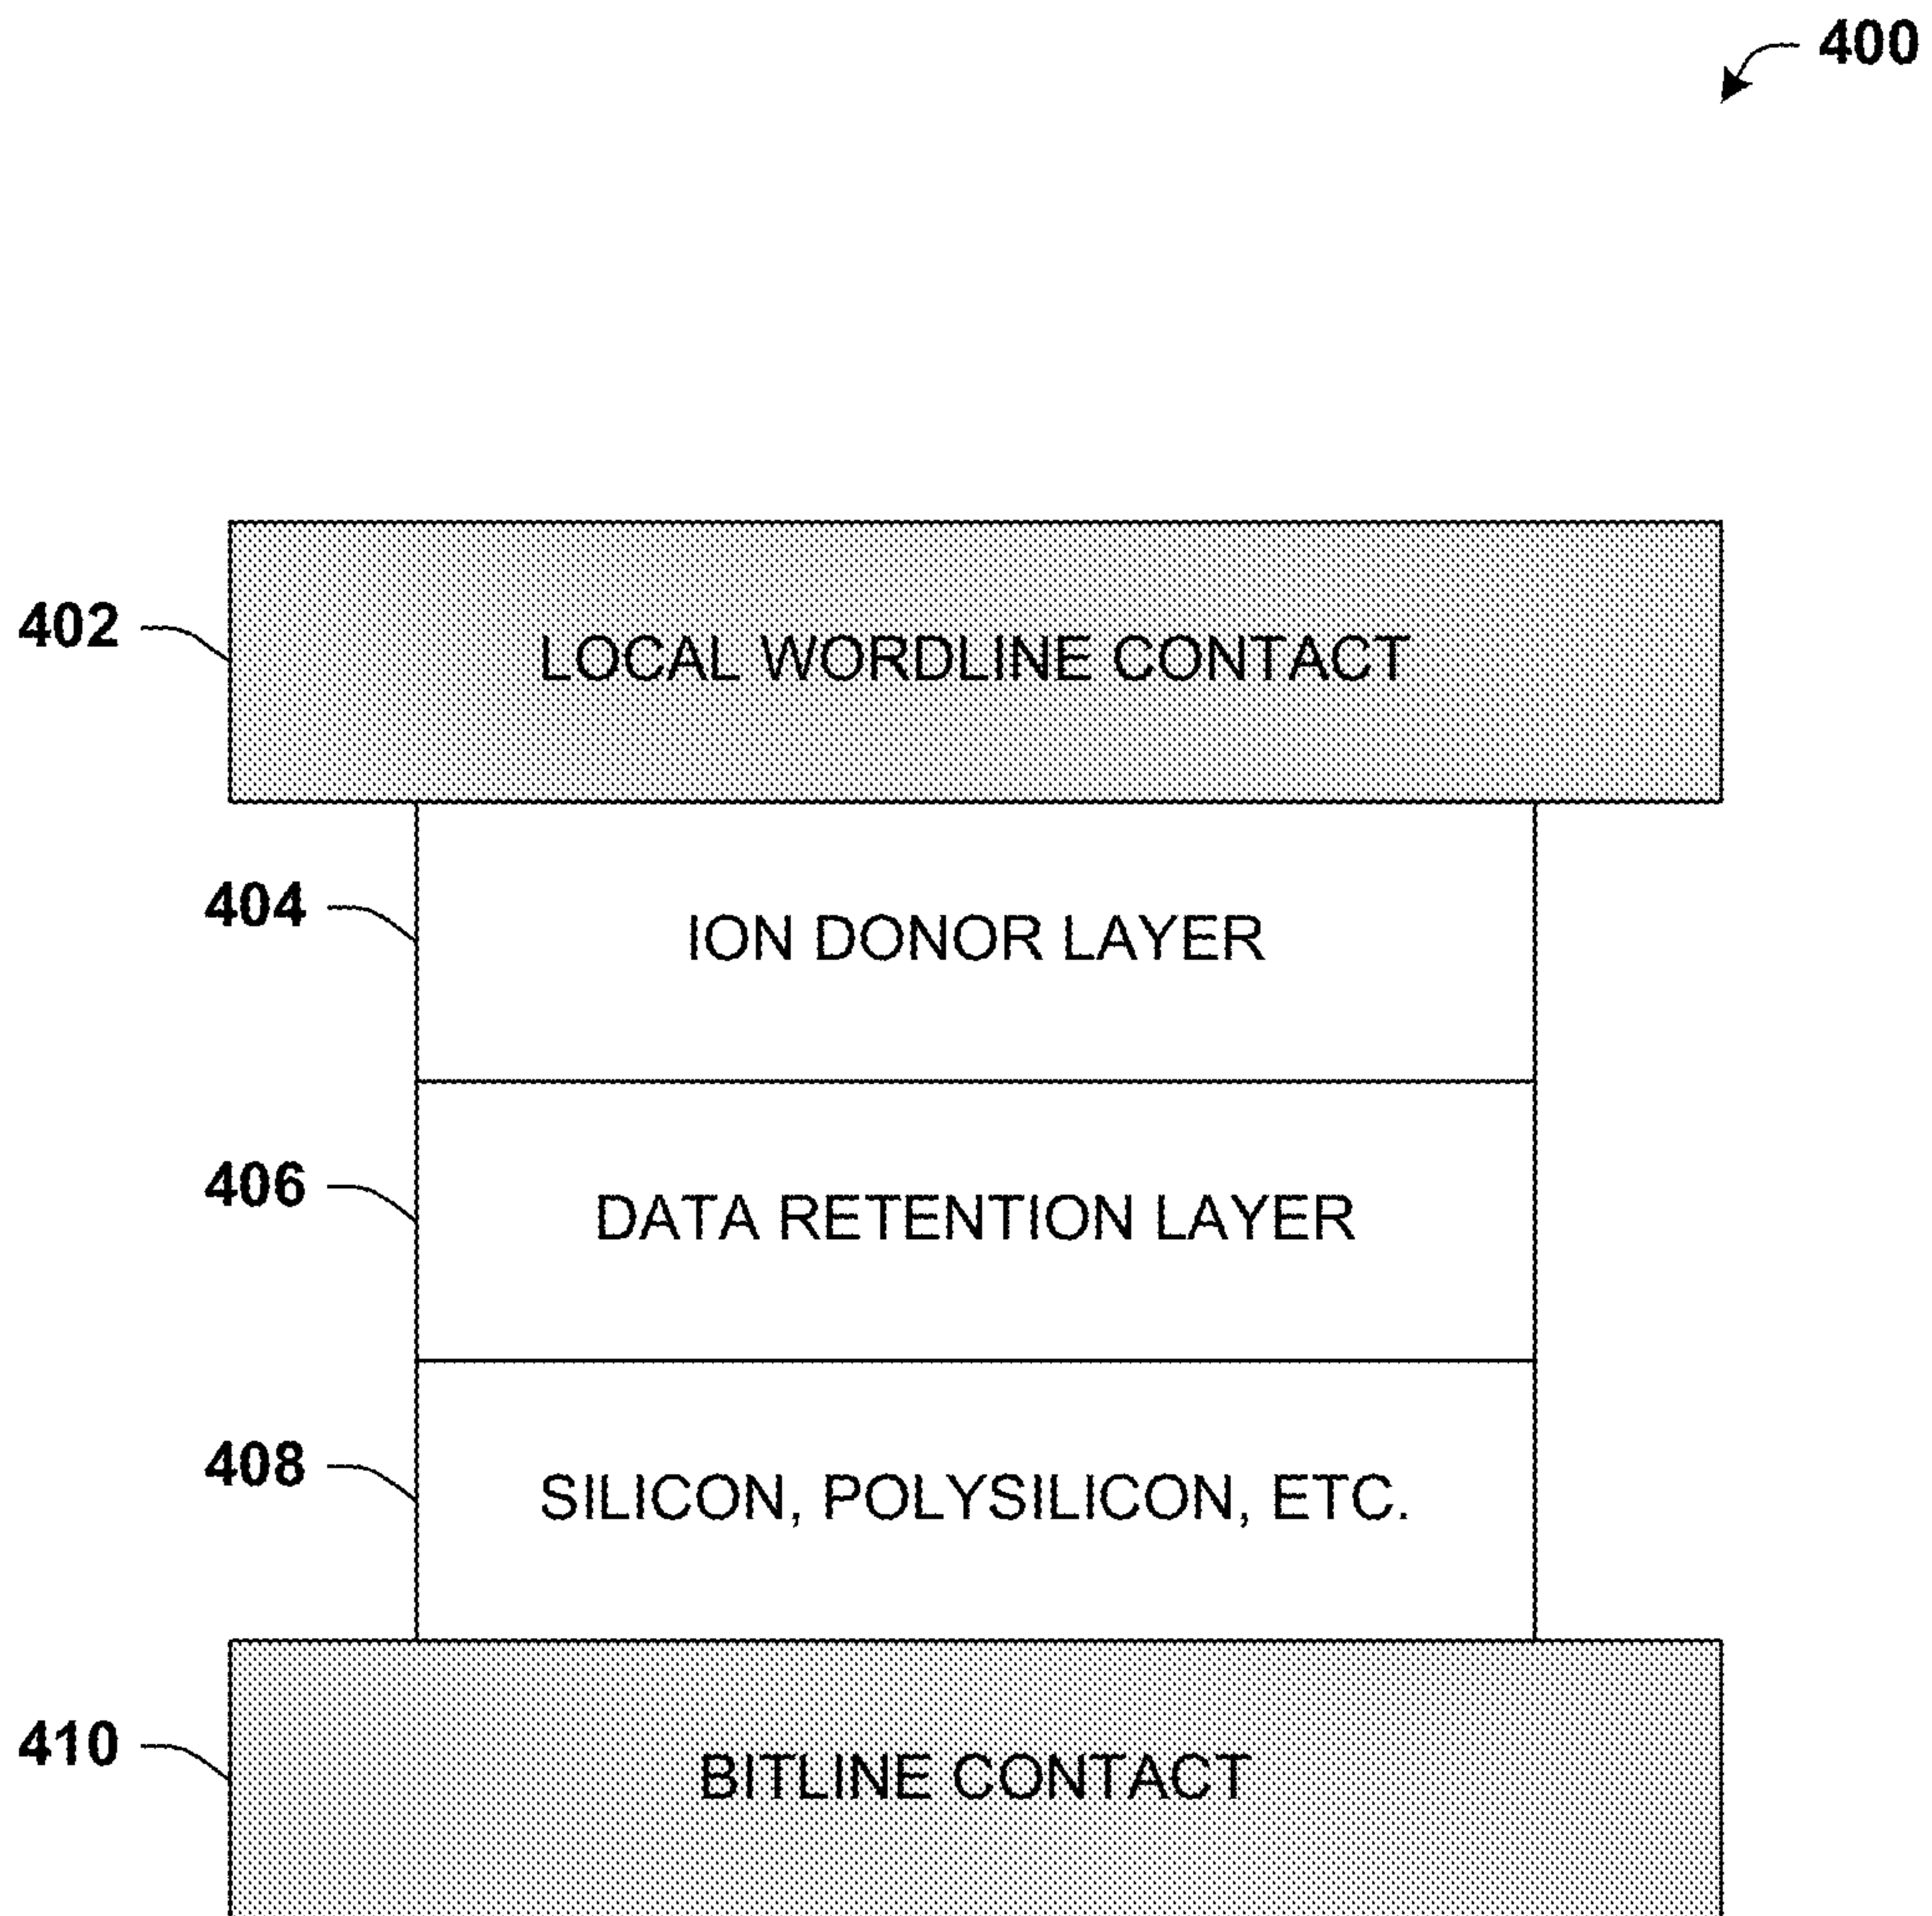 400
402
LOCAL WORDLINE CONTACT
404
ION DONOR LAYER
406
DATA RETENTION LAYER
408
SILICON, POLYSILICON, ETC.
410
BITLINE CONTACT